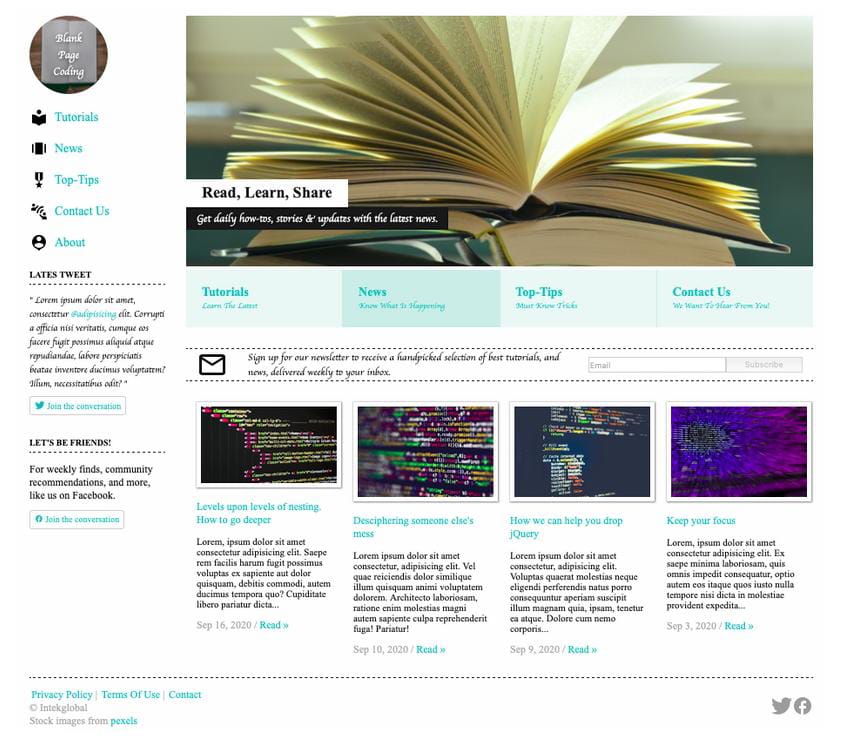 Blank
Page
Coding
Tutorials
News
Top-Tips
Contact Us
About
LATES TWEET
" Lorem ipsum dolor sit amet,
consectetur @adipisicing elit. Corrupti
a officia nisi veritatis, cumque eos
facere fugit possimus aliquid atque
repudiandae, labore perspiciatis
beatae inventore ducimus voluptatem?
Illum, necessitatibus odit? "
Join the conversation
LET'S BE FRIENDS!
For weekly finds, community
recommendations, and more,
like us on Facebook.
Join the conversation
Read, Learn, Share
Get daily how-tos, stories & updates with the latest news.
Tutorials
Learn The Latest
News
Know What Is Happening
Top-Tips
Must Know Tricks
Contact Us
We Want To Hear From You!
Sign up for our newsletter to receive a handpicked selection of best tutorials, and
news, delivered weekly to your inbox.
Email
Subscribe
Levels upon levels of nesting.
How to go deeper
Lorem, ipsum dolor sit amet
consectetur adipisicing elit. Saepe
rem facilis harum fugit possimus
voluptas ex sapiente aut dolor
quisquam, debitis commodi, autem
ducimus tempora quo? Cupiditate
libero pariatur dicta...
Sep 16, 2020 / Read »
Desciphering someone else's
mess
Lorem ipsum dolor sit amet
consectetur, adipisicing elit. Vel
quae reiciendis dolor similique
illum quisquam animi voluptatem
dolorem. Architecto laboriosam,
ratione enim molestias magni
autem sapiente culpa reprehenderit
fuga! Pariatur!
Sep 10, 2020 / Read »
How we can help you drop
jQuery
Lorem ipsum dolor sit amet
consectetur, adipisicing elit.
Voluptas quaerat molestias neque
eligendi perferendis natus porro
consequuntur aperiam suscipit
illum magnam quia, ipsam, tenetur
ea atque. Dolore cum nemo
corporis...
Sep 9, 2020 / Read »
Keep your focus
Lorem, ipsum dolor sit amet
consectetur adipisicing elit. Ex
saepe minima laboriosam, quis
omnis impedit consequatur, optio
autem eos itaque quos iusto nulla
tempore nisi dicta in molestiae
provident expedita...
Sep 3, 2020 / Read »
Privacy Policy | Terms Of Use | Contact
© Intekglobal
Stock images from pexels